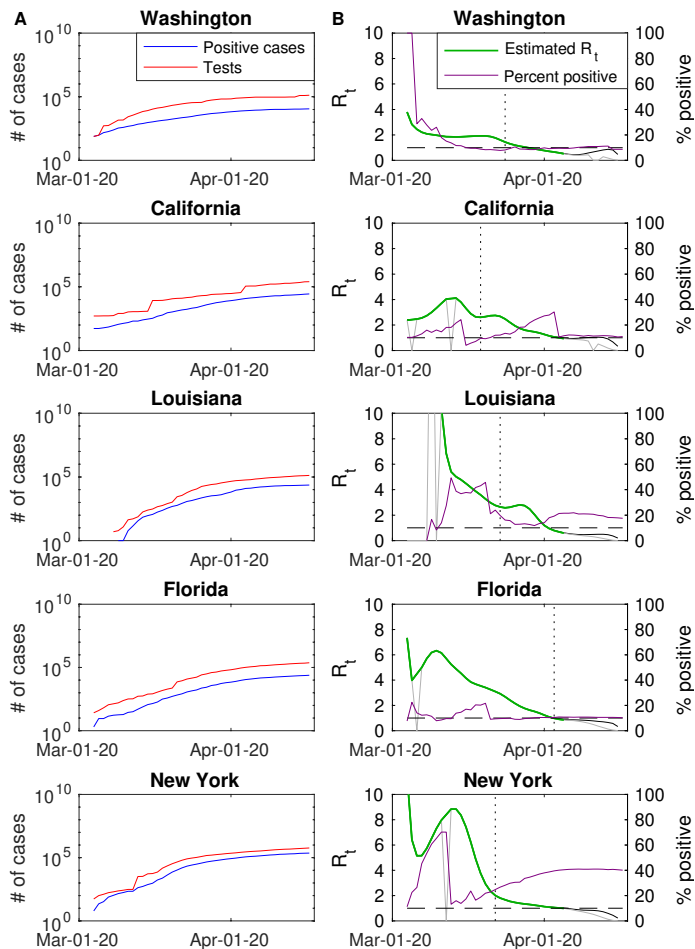 A
B
Washington
10^10
10^5
10^0
# of cases
Positive cases
Tests
Mar-01-20
Apr-01-20
Washington
10
8
6
4
2
0
R_t
Estimated R_t
Percent positive
100
80
60
40
20
0
% positive
Mar-01-20
Apr-01-20
California
10^10
10^5
10^0
# of cases
Mar-01-20
Apr-01-20
California
10
8
6
4
2
0
R_t
100
80
60
40
20
0
% positive
Mar-01-20
Apr-01-20
Louisiana
10^10
10^5
10^0
# of cases
Mar-01-20
Apr-01-20
Louisiana
10
8
6
4
2
0
R_t
100
80
60
40
20
0
% positive
Mar-01-20
Apr-01-20
Florida
10^10
10^5
10^0
# of cases
Mar-01-20
Apr-01-20
Florida
10
8
6
4
2
0
R_t
100
80
60
40
20
0
% positive
Mar-01-20
Apr-01-20
New York
10^10
10^5
10^0
# of cases
Mar-01-20
Apr-01-20
New York
10
8
6
4
2
0
R_t
100
80
60
40
20
0
% positive
Mar-01-20
Apr-01-20